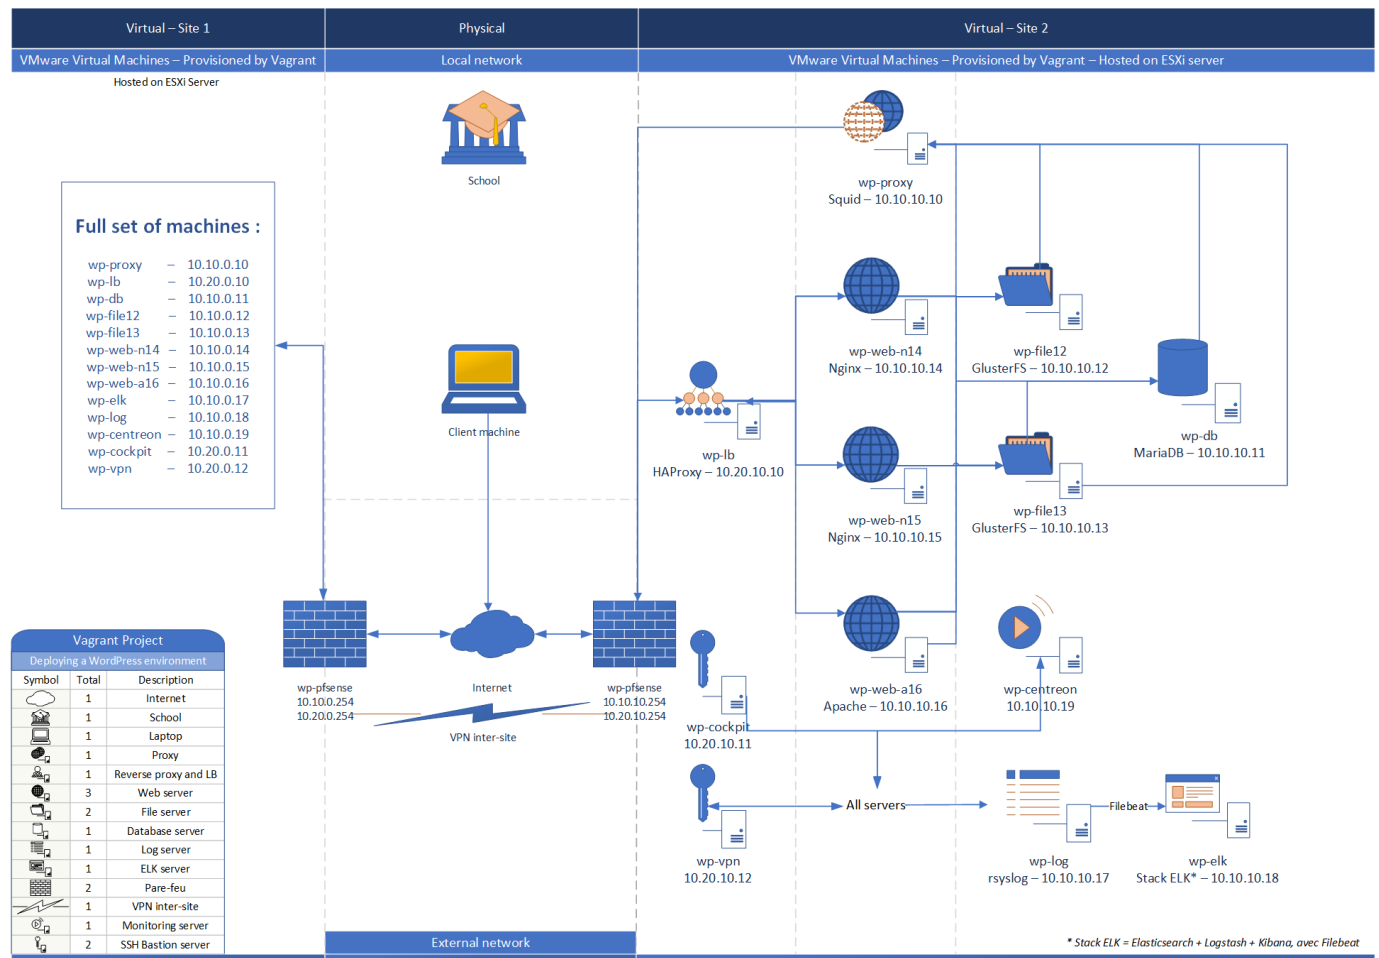 Virtual – Site 1
Physical
Virtual – Site 2
VMware Virtual Machines – Provisioned by Vagrant
Local network
VMware Virtual Machines – Provisioned by Vagrant – Hosted on ESXi server
Hosted on ESXi Server
School
wp-proxy
Squid – 10.10.10.10
Full set of machines :
wp-proxy – 10.10.0.10
wp-lb – 10.20.0.10
wp-db – 10.10.0.11
wp-file12 – 10.10.0.12
wp-file13 – 10.10.0.13
wp-web-n14 – 10.10.0.14
wp-web-n15 – 10.10.0.15
wp-web-a16 – 10.10.0.16
wp-elk – 10.10.0.17
wp-log – 10.10.0.18
wp-centreon – 10.10.0.19
wp-cockpit – 10.20.0.11
wp-vpn – 10.20.0.12
Client machine
wp-web-n14
Nginx – 10.10.10.14
wp-file12
GlusterFS – 10.10.10.12
wp-lb
HAProxy – 10.20.10.10
wp-db
MariaDB – 10.10.10.11
wp-web-n15
Nginx – 10.10.10.15
wp-file13
GlusterFS – 10.10.10.13
wp-pfsense
10.10.0.254
10.20.0.254
Internet
VPN inter-site
wp-pfsense
10.10.10.254
10.20.10.254
wp-web-a16
Apache – 10.10.10.16
wp-centreon
10.10.10.19
wp-cockpit
10.20.10.11
All servers
Filebeat
wp-vpn
10.20.10.12
wp-log
rsyslog – 10.10.10.17
wp-elk
Stack ELK* – 10.10.10.18
Vagrant Project
Deploying a WordPress environment
Symbol Total Description
1 Internet
1 School
1 Laptop
1 Proxy
1 Reverse proxy and LB
3 Web server
2 File server
1 Database server
1 Log server
1 ELK server
2 Pare-feu
1 VPN inter-site
1 Monitoring server
2 SSH Bastion server
External network
* Stack ELK = Elasticsearch + Logstash + Kibana, avec Filebeat